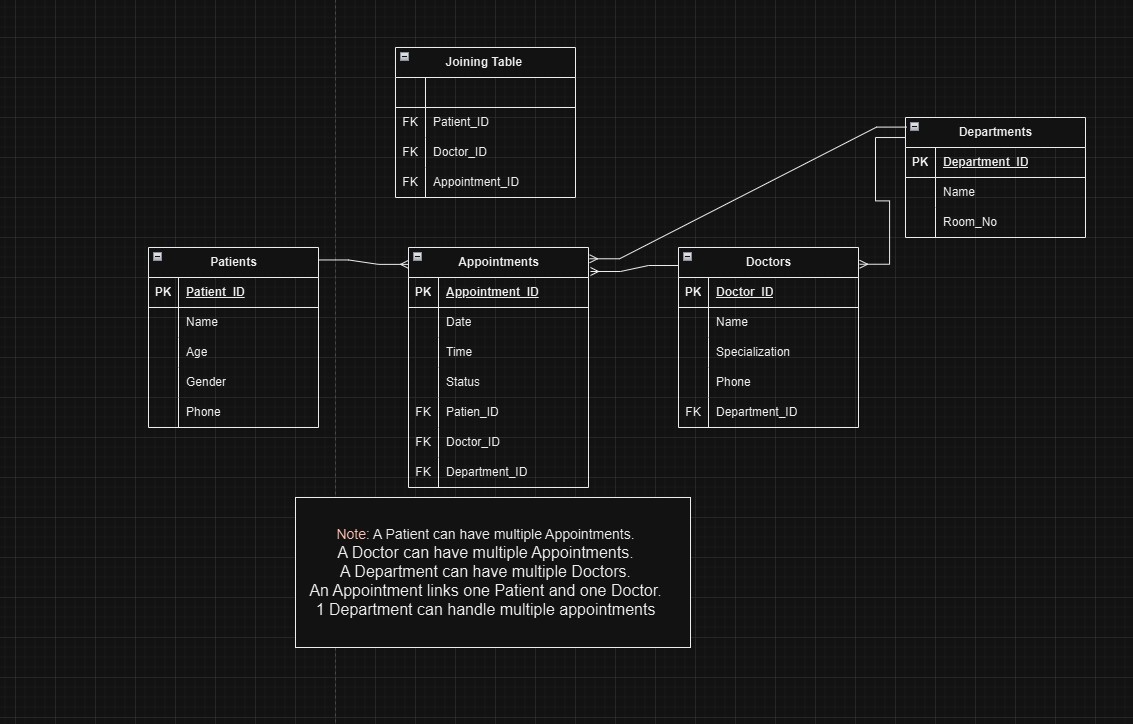 Joining Table
FK Patient_ID
FK Doctor_ID
FK Appointment_ID
Departments
PK Department_ID
Name
Room_No
Patients
PK Patient_ID
Name
Age
Gender
Phone
Appointments
PK Appointment_ID
Date
Time
Status
FK Patien_ID
FK Doctor_ID
FK Department_ID
Doctors
PK Doctor_ID
Name
Specialization
Phone
FK Department_ID
Note: A Patient can have multiple Appointments.
A Doctor can have multiple Appointments.
A Department can have multiple Doctors.
An Appointment links one Patient and one Doctor.
1 Department can handle multiple appointments